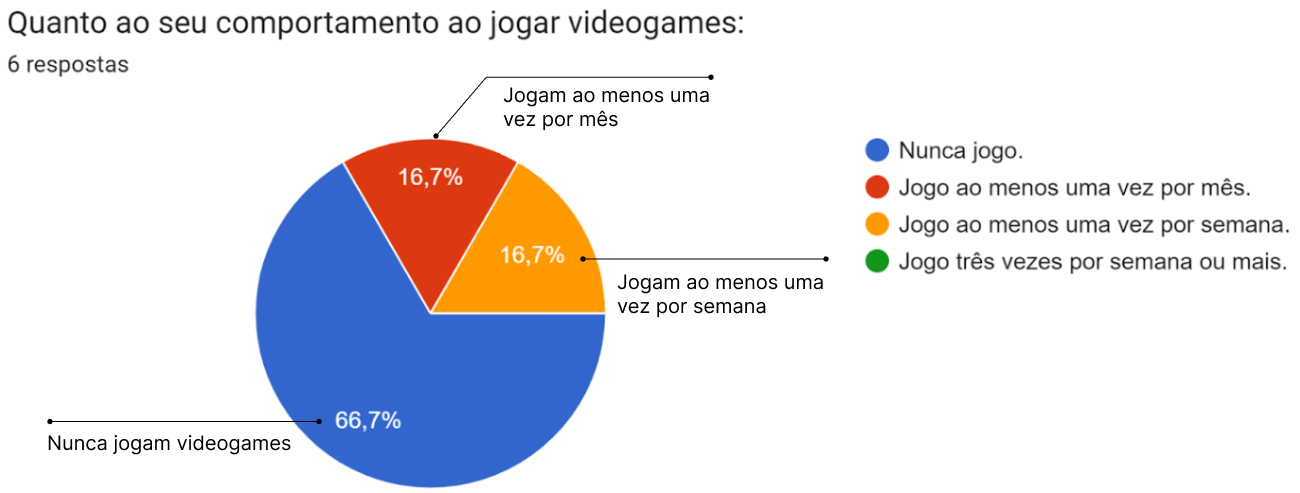 Quanto ao seu comportamento ao jogar videogames:
6 respostas
Jogam ao menos uma
vez por mês
16,7%
16,7%
Jogam ao menos uma
vez por semana
66,7%
Nunca jogam videogames
Nunca jogo.
Jogo ao menos uma vez por mês.
Jogo ao menos uma vez por semana.
Jogo três vezes por semana ou mais.